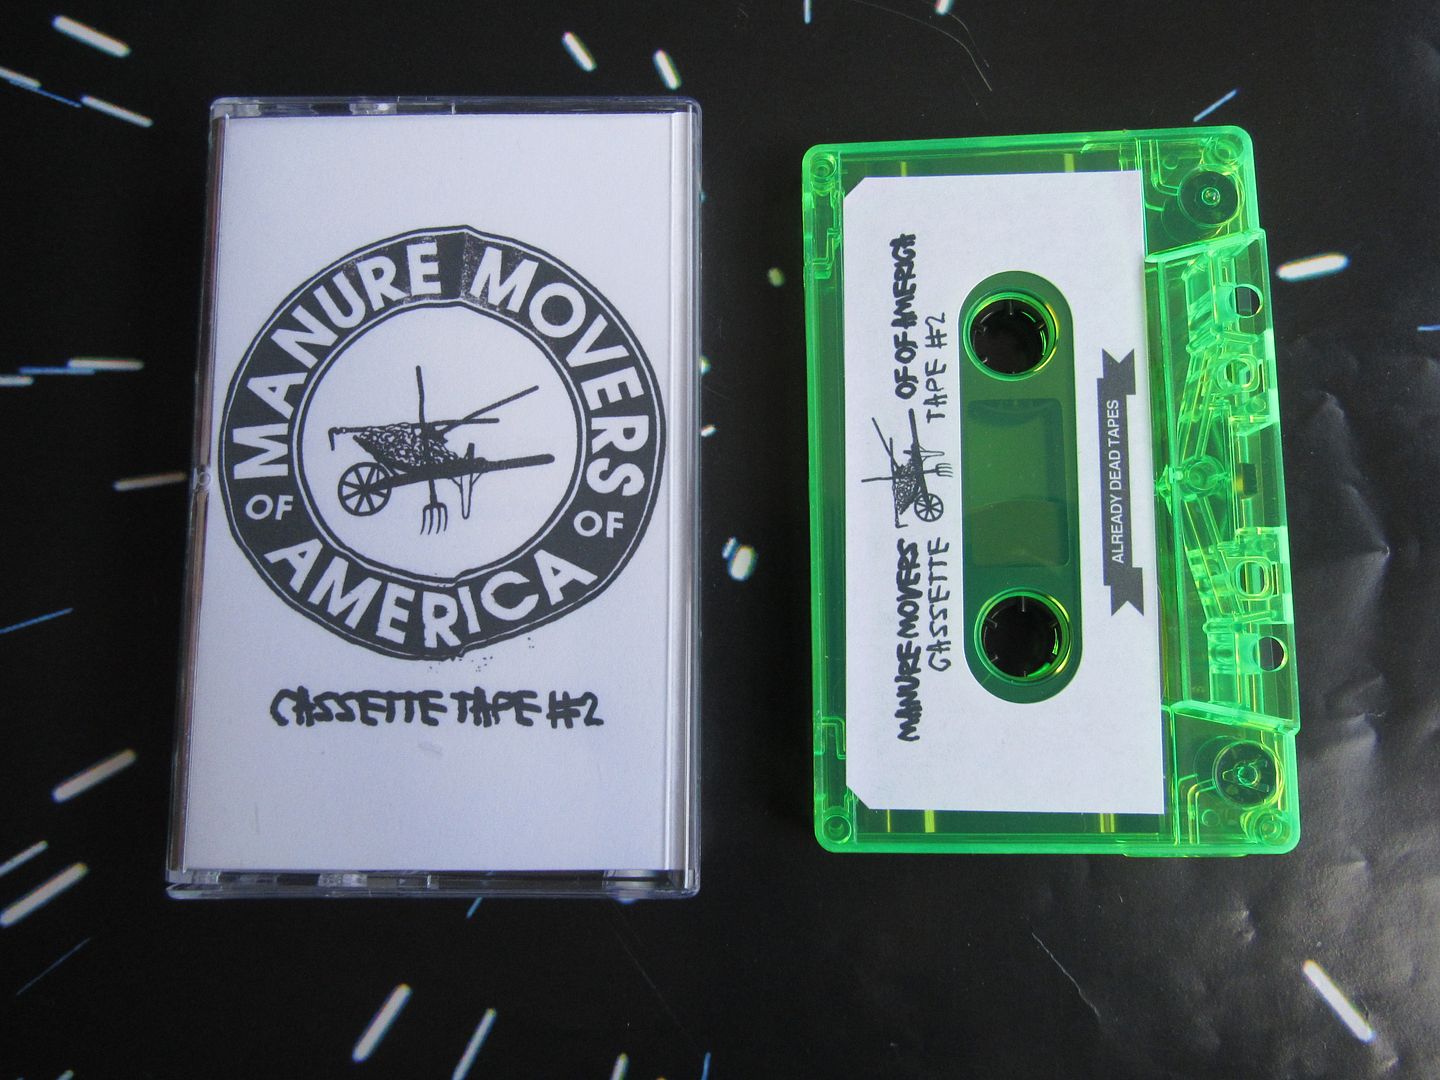 MANURE MOVERS
OF OF
AMERICA
CASSETTE TAPE #2
MANURE MOVERS OF OF AMERICA
CASSETTE TAPE #2
ALREADY DEAD TAPES